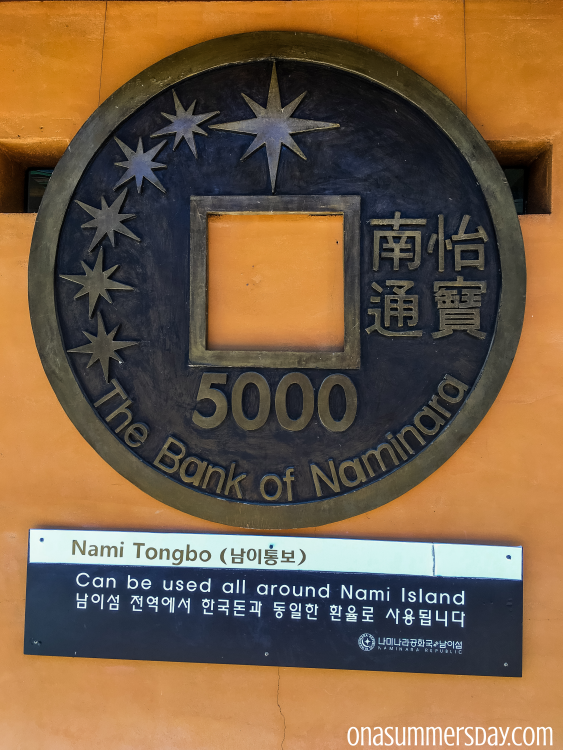 南怡
通寶
5000
The Bank of Naminara
Nami Tongbo (남이통보)
Can be used all around Nami Island
남이섬 전역에서 한국돈과 동일한 환율로 사용됩니다
나미나라공화국 남이섬
NAMINARA REPUBLIC
onasummersday.com